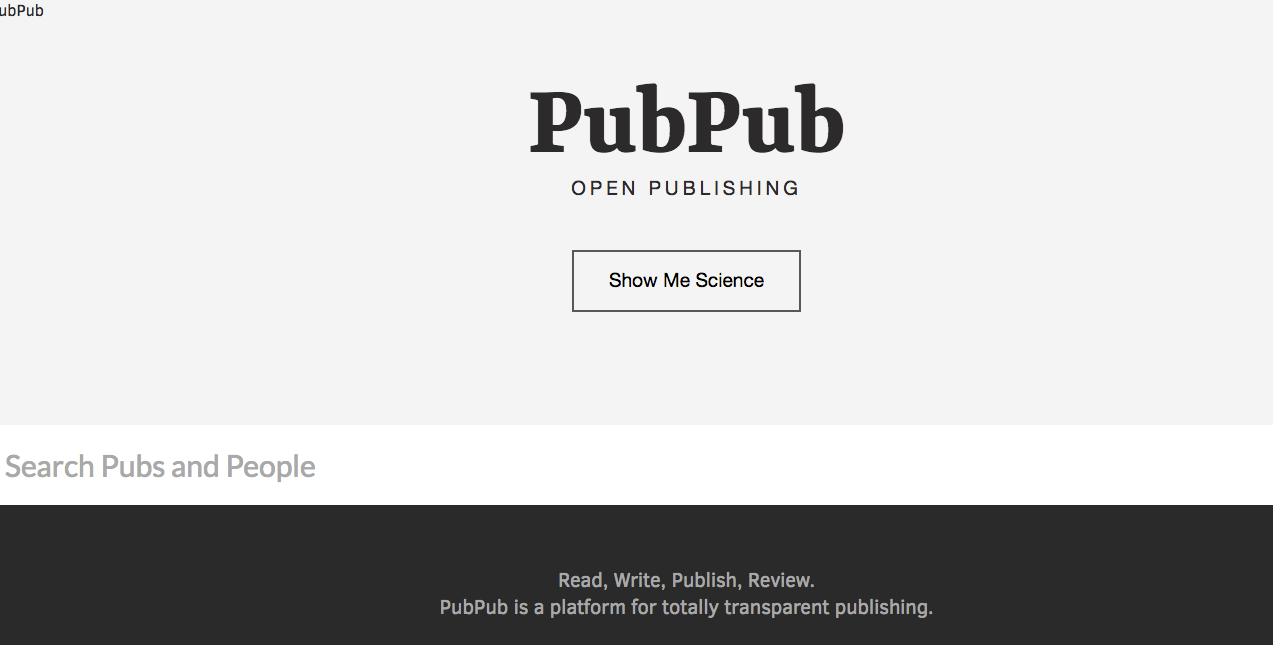 ubPub
PubPub
OPEN PUBLISHING
Show Me Science
Search Pubs and People
Read, Write, Publish, Review.
PubPub is a platform for totally transparent publishing.